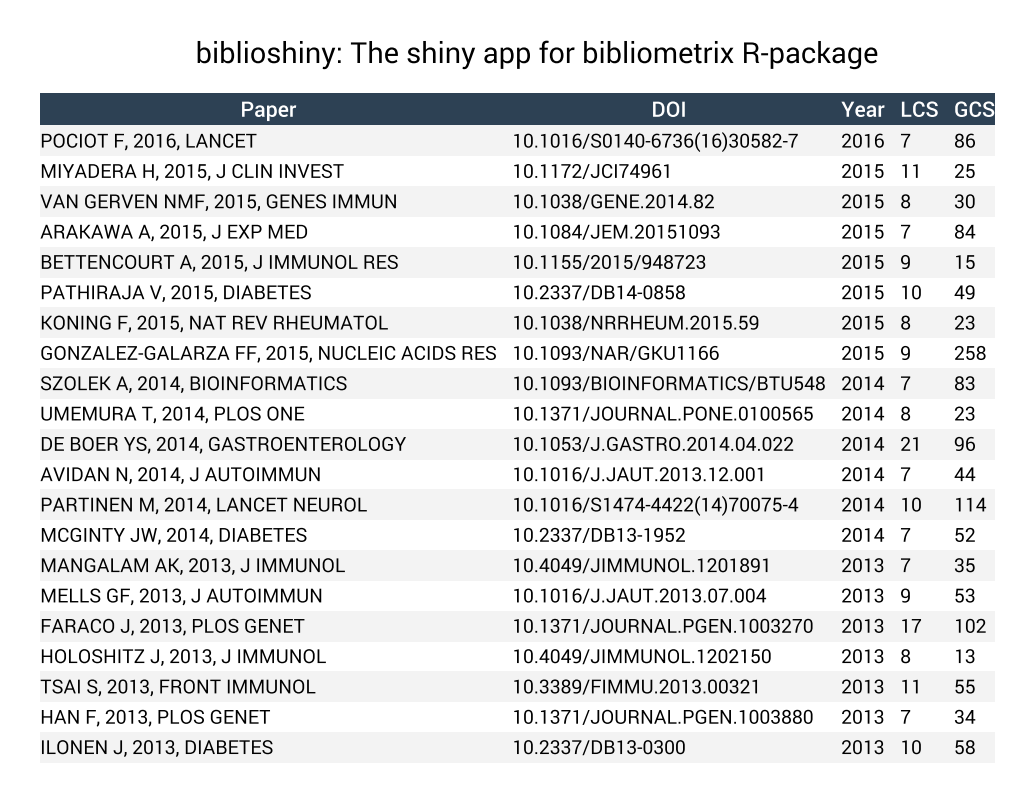 biblioshiny: The shiny app for bibliometrix R-package
Paper DOI Year LCS GCS
POCIOT F, 2016, LANCET 10.1016/S0140-6736(16)30582-7 2016 7 86
MIYADERA H, 2015, J CLIN INVEST 10.1172/JCI74961 2015 11 25
VAN GERVEN NMF, 2015, GENES IMMUN 10.1038/GENE.2014.82 2015 8 30
ARAKAWA A, 2015, J EXP MED 10.1084/JEM.20151093 2015 7 84
BETTENCOURT A, 2015, J IMMUNOL RES 10.1155/2015/948723 2015 9 15
PATHIRAJA V, 2015, DIABETES 10.2337/DB14-0858 2015 10 49
KONING F, 2015, NAT REV RHEUMATOL 10.1038/NRRHEUM.2015.59 2015 8 23
GONZALEZ-GALARZA FF, 2015, NUCLEIC ACIDS RES 10.1093/NAR/GKU1166 2015 9 258
SZOLEK A, 2014, BIOINFORMATICS 10.1093/BIOINFORMATICS/BTU548 2014 7 83
UMEMURA T, 2014, PLOS ONE 10.1371/JOURNAL.PONE.0100565 2014 8 23
DE BOER YS, 2014, GASTROENTEROLOGY 10.1053/J.GASTRO.2014.04.022 2014 21 96
AVIDAN N, 2014, J AUTOIMMUN 10.1016/J.JAUT.2013.12.001 2014 7 44
PARTINEN M, 2014, LANCET NEUROL 10.1016/S1474-4422(14)70075-4 2014 10 114
MCGINTY JW, 2014, DIABETES 10.2337/DB13-1952 2014 7 52
MANGALAM AK, 2013, J IMMUNOL 10.4049/JIMMUNOL.1201891 2013 7 35
MELLS GF, 2013, J AUTOIMMUN 10.1016/J.JAUT.2013.07.004 2013 9 53
FARACO J, 2013, PLOS GENET 10.1371/JOURNAL.PGEN.1003270 2013 17 102
HOLOSHITZ J, 2013, J IMMUNOL 10.4049/JIMMUNOL.1202150 2013 8 13
TSAI S, 2013, FRONT IMMUNOL 10.3389/FIMMU.2013.00321 2013 11 55
HAN F, 2013, PLOS GENET 10.1371/JOURNAL.PGEN.1003880 2013 7 34
ILONEN J, 2013, DIABETES 10.2337/DB13-0300 2013 10 58